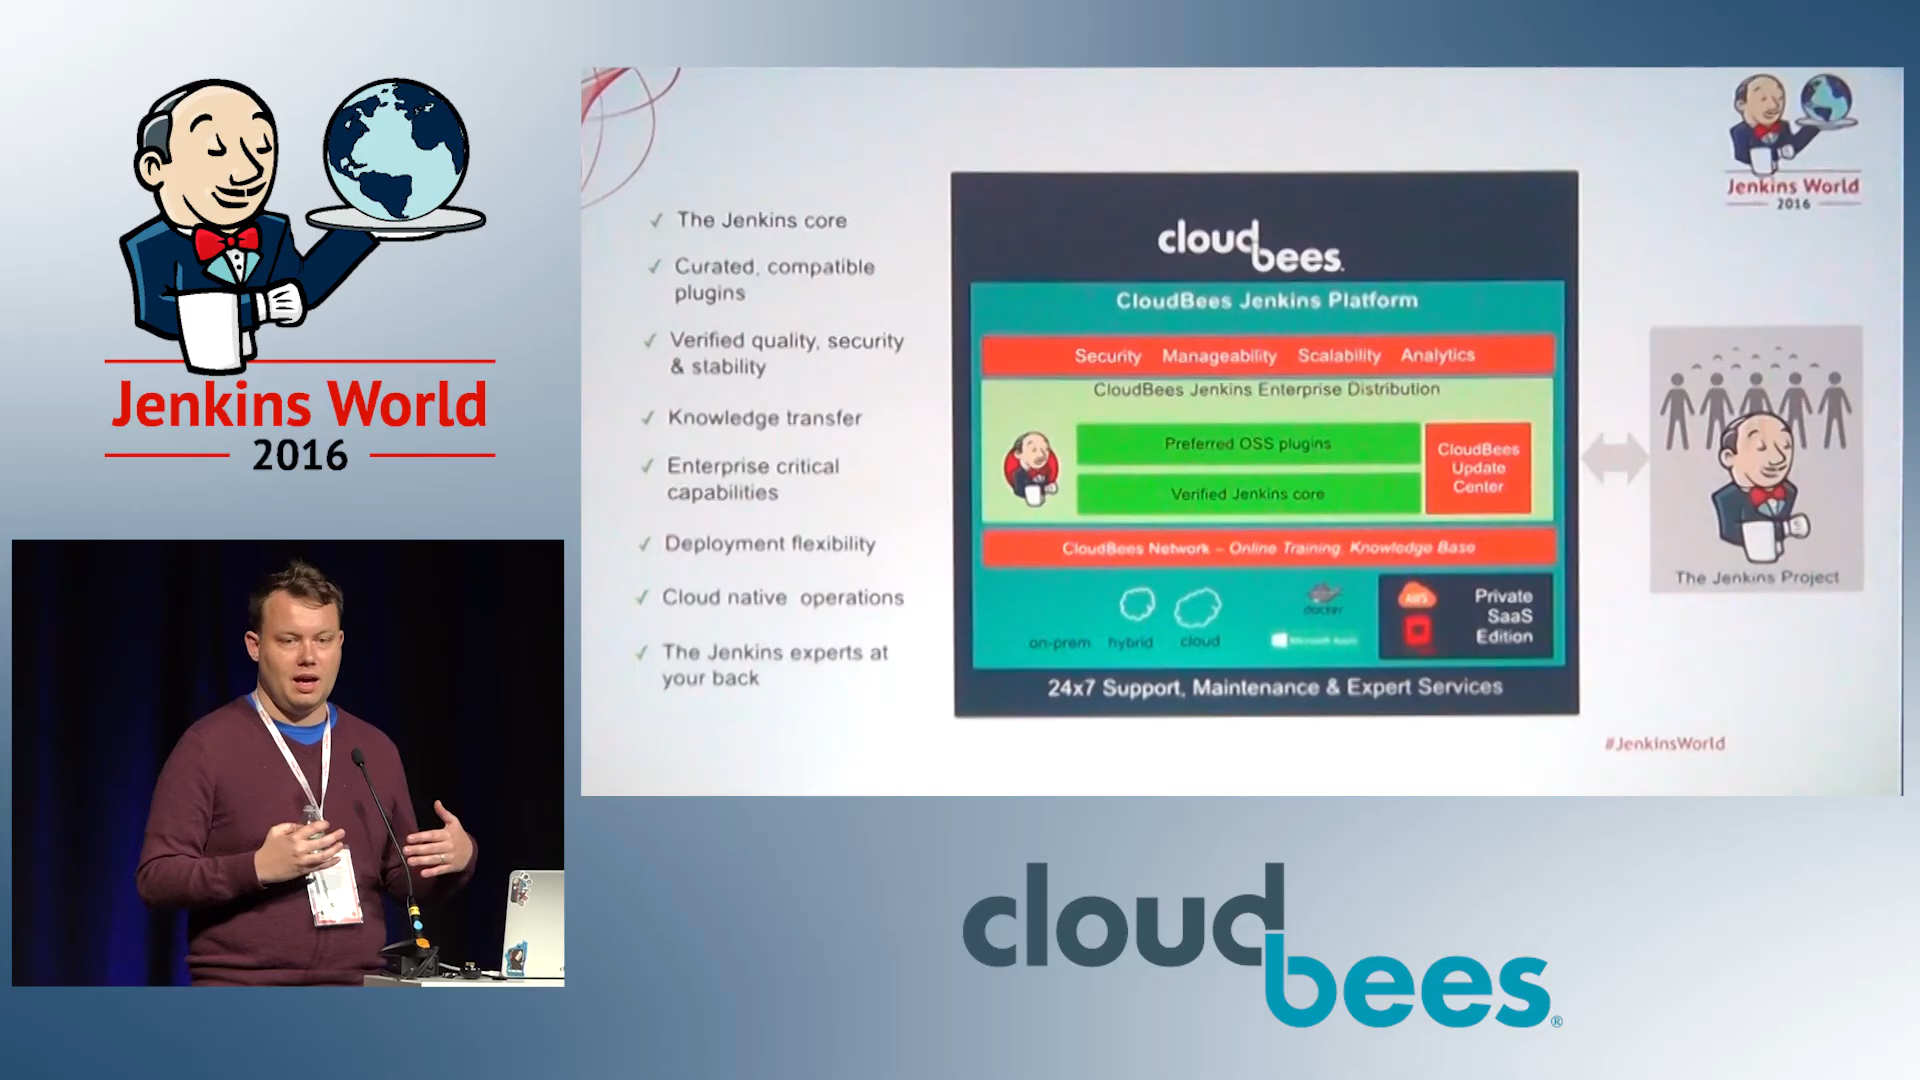 Jenkins World
2016
✓ The Jenkins core
✓ Curated, compatible
plugins
✓ Verified quality, security
& stability
✓ Knowledge transfer
✓ Enterprise critical
capabilities
✓ Deployment flexibility
✓ Cloud native operations
✓ The Jenkins experts at
your back
cloudbees.
CloudBees Jenkins Platform
Security Manageability Scalability Analytics
CloudBees Jenkins Enterprise Distribution
Preferred OSS plugins
Verified Jenkins core
CloudBees
Update
Center
CloudBees Network – Online Training, Knowledge Base
on-prem hybrid cloud
docker
Microsoft Azure
AWS
Private
SaaS
Edition
24x7 Support, Maintenance & Expert Services
Jenkins World
2016
The Jenkins Project
#JenkinsWorld
cloudbees®